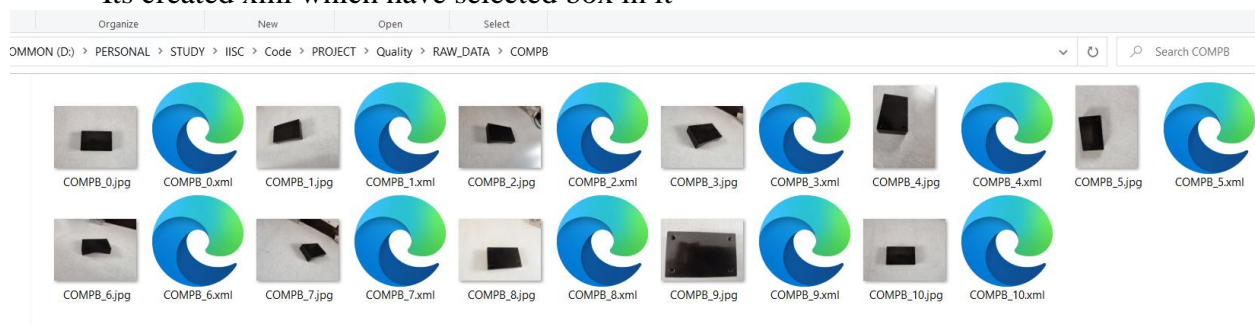 Its created xml which have selected box in it
Organize New Open Select
OMMON (D:) > PERSONAL > STUDY > IISC > Code > PROJECT > Quality > RAW_DATA > COMPB Search COMPB
COMPB_0.jpg COMPB_0.xml COMPB_1.jpg COMPB_1.xml COMPB_2.jpg COMPB_2.xml COMPB_3.jpg COMPB_3.xml COMPB_4.jpg COMPB_4.xml COMPB_5.jpg COMPB_5.xml
COMPB_6.jpg COMPB_6.xml COMPB_7.jpg COMPB_7.xml COMPB_8.jpg COMPB_8.xml COMPB_9.jpg COMPB_9.xml COMPB_10.jpg COMPB_10.xml